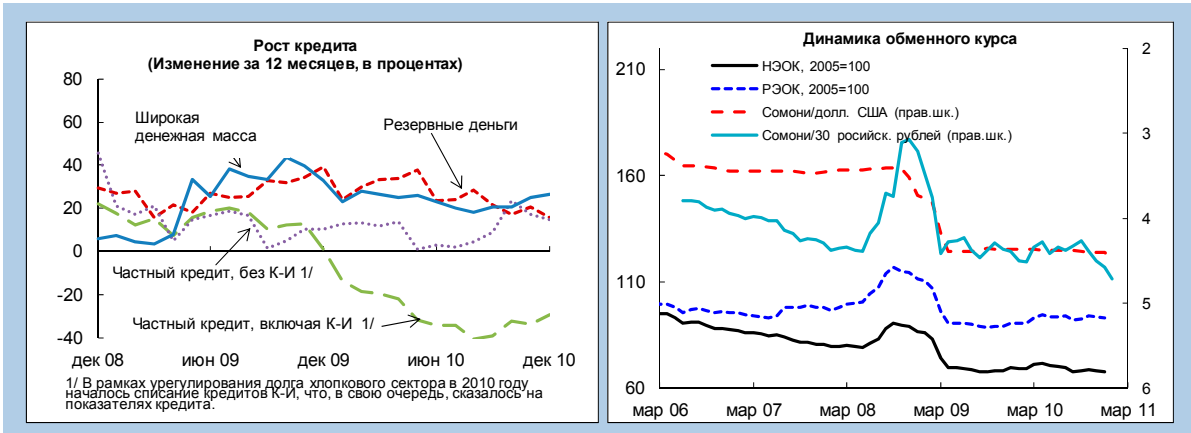 Рост кредита
(Изменение за 12 месяцев, в процентах)
80
60
40
20
0
-20
-40
Широкая
денежная масса
Резервные деньги
Частный кредит, без К-И 1/
Частный кредит, включая К-И 1/
дек 08
июн 09
дек 09
июн 10
дек 10
1/ В рамках урегулирования долга хлопкового сектора в 2010 году
началось списание кредитов К-И, что, в свою очередь, сказалось на
показателях кредита.
Динамика обменного курса
НЭОК, 2005=100
РЭОК, 2005=100
Сомони/долл. США (прав.шк.)
Сомони/30 росийск. рублей (прав.шк.)
210
160
110
60
2
3
4
5
6
мар 06
мар 07
мар 08
мар 09
мар 10
мар 11